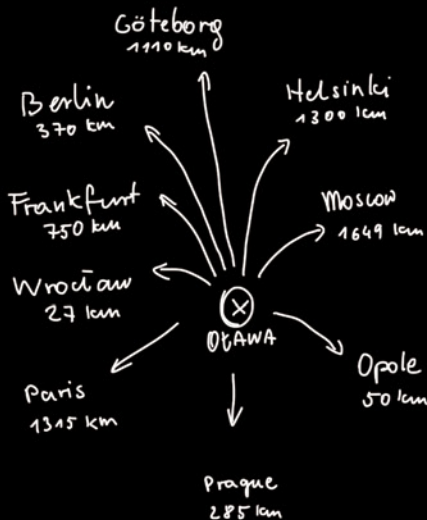 Göteborg
1110 km
Berlin
370 km
Helsinki
1300 km
Frankfurt
750 km
Moscow
1649 km
Wrocław
27 km
OŁAWA
Opole
50 km
Paris
1315 km
Prague
285 km